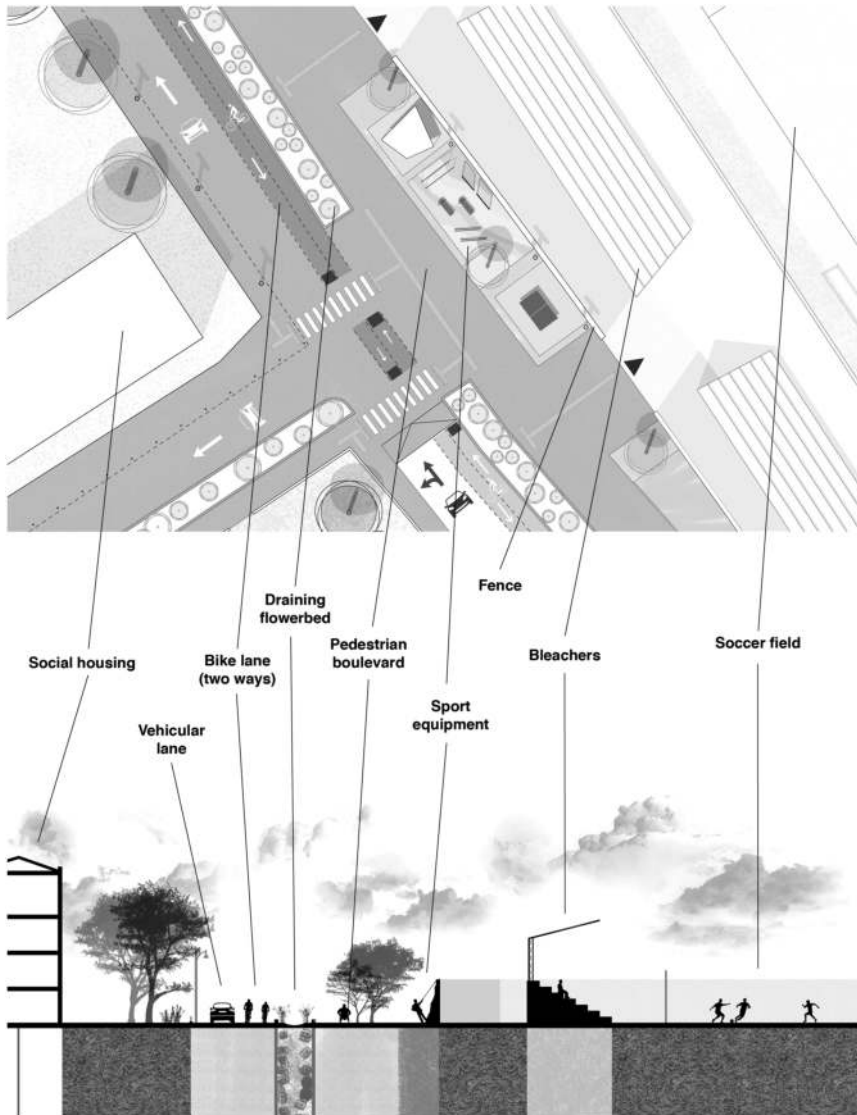 Draining
flowerbed
Fence
Social housing
Bike lane
(two ways)
Pedestrian
boulevard
Bleachers
Soccer field
Vehicular
lane
Sport
equipment